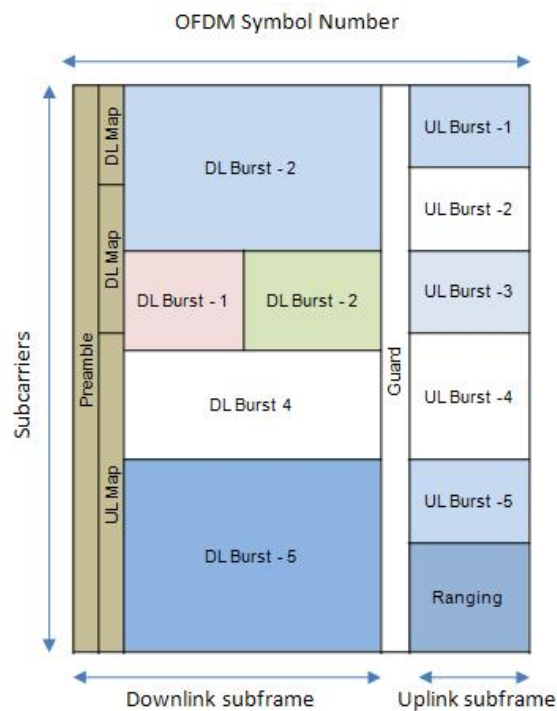 OFDM Symbol Number
Subcarriers
Preamble
DL Map
DL Map
UL Map
DL Burst - 2
DL Burst - 1
DL Burst - 2
DL Burst 4
DL Burst - 5
Guard
UL Burst -1
UL Burst -2
UL Burst -3
UL Burst -4
UL Burst -5
Ranging
Downlink subframe
Uplink subframe